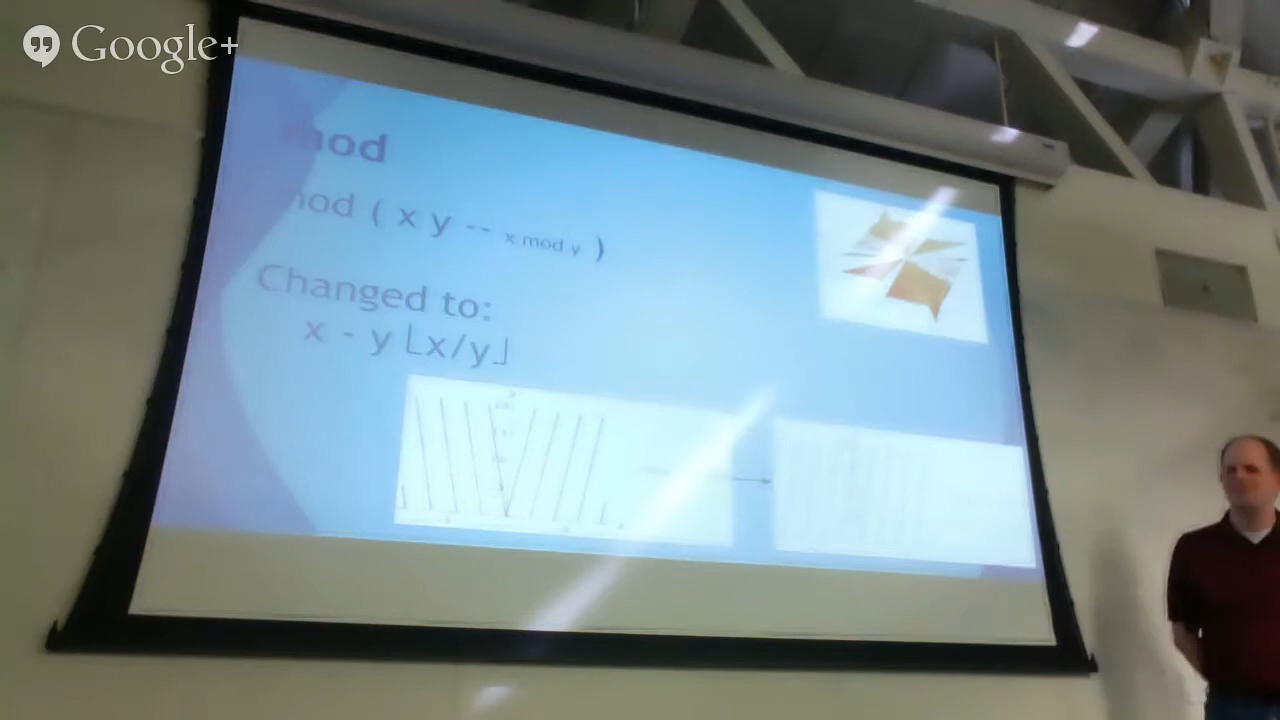 Google+
mod
mod ( x y -- x mod y )
Changed to:
x - y ⌊x/y⌋